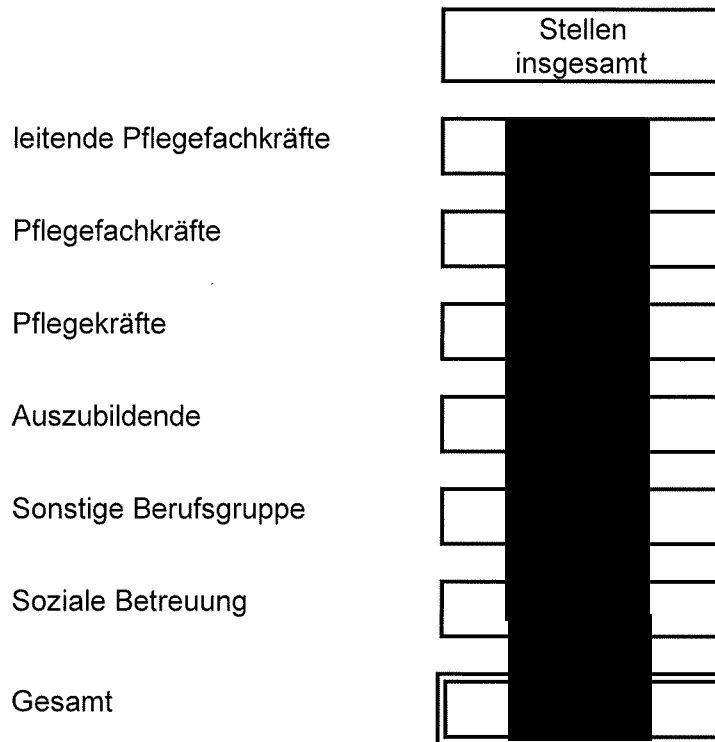 Stellen
insgesamt
leitende Pflegefachkräfte
Pflegefachkräfte
Pflegekräfte
Auszubildende
Sonstige Berufsgruppe
Soziale Betreuung
Gesamt